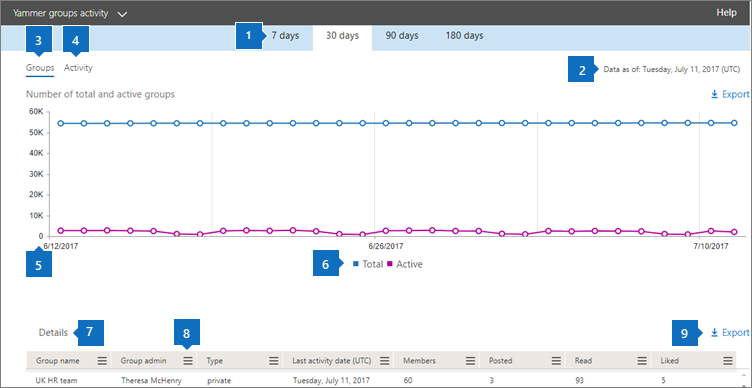 Yammer groups activity Help
1 7 days 30 days 90 days 180 days
3 4
2 Data as of: Tuesday, July 11, 2017 (UTC)
Groups Activity
Number of total and active groups Export
60K
50K
40K
30K
20K
10K
0
6/12/2017 6/26/2017 7/10/2017
5 6 Total Active
Details 7 8 9 Export
Group name Group admin Type Last activity date (UTC) Members Posted Read Liked
UK HR team Theresa McHenry private Tuesday, July 11, 2017 60 3 93 5